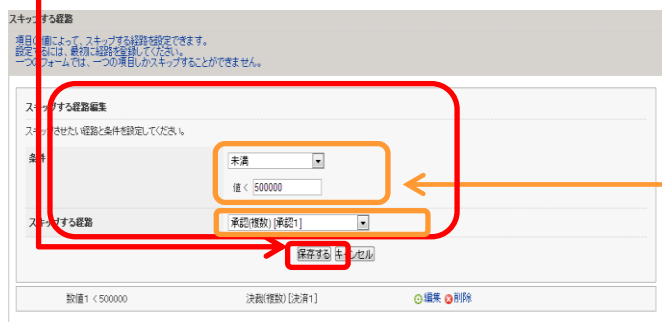 スキップする経路
項目の値によって、スキップする経路を設定できます。
設定するには、最初に経路を登録してください。
一つのフォームでは、一つの項目しかスキップすることができません。
スキップする経路編集
スキップさせたい経路と条件を設定してください。
条件
未満
値 < 500000
スキップする経路
承認(複数) [承認1]
保存する キャンセル
数値1 < 500000 決裁(複数) [決済1] 編集 削除